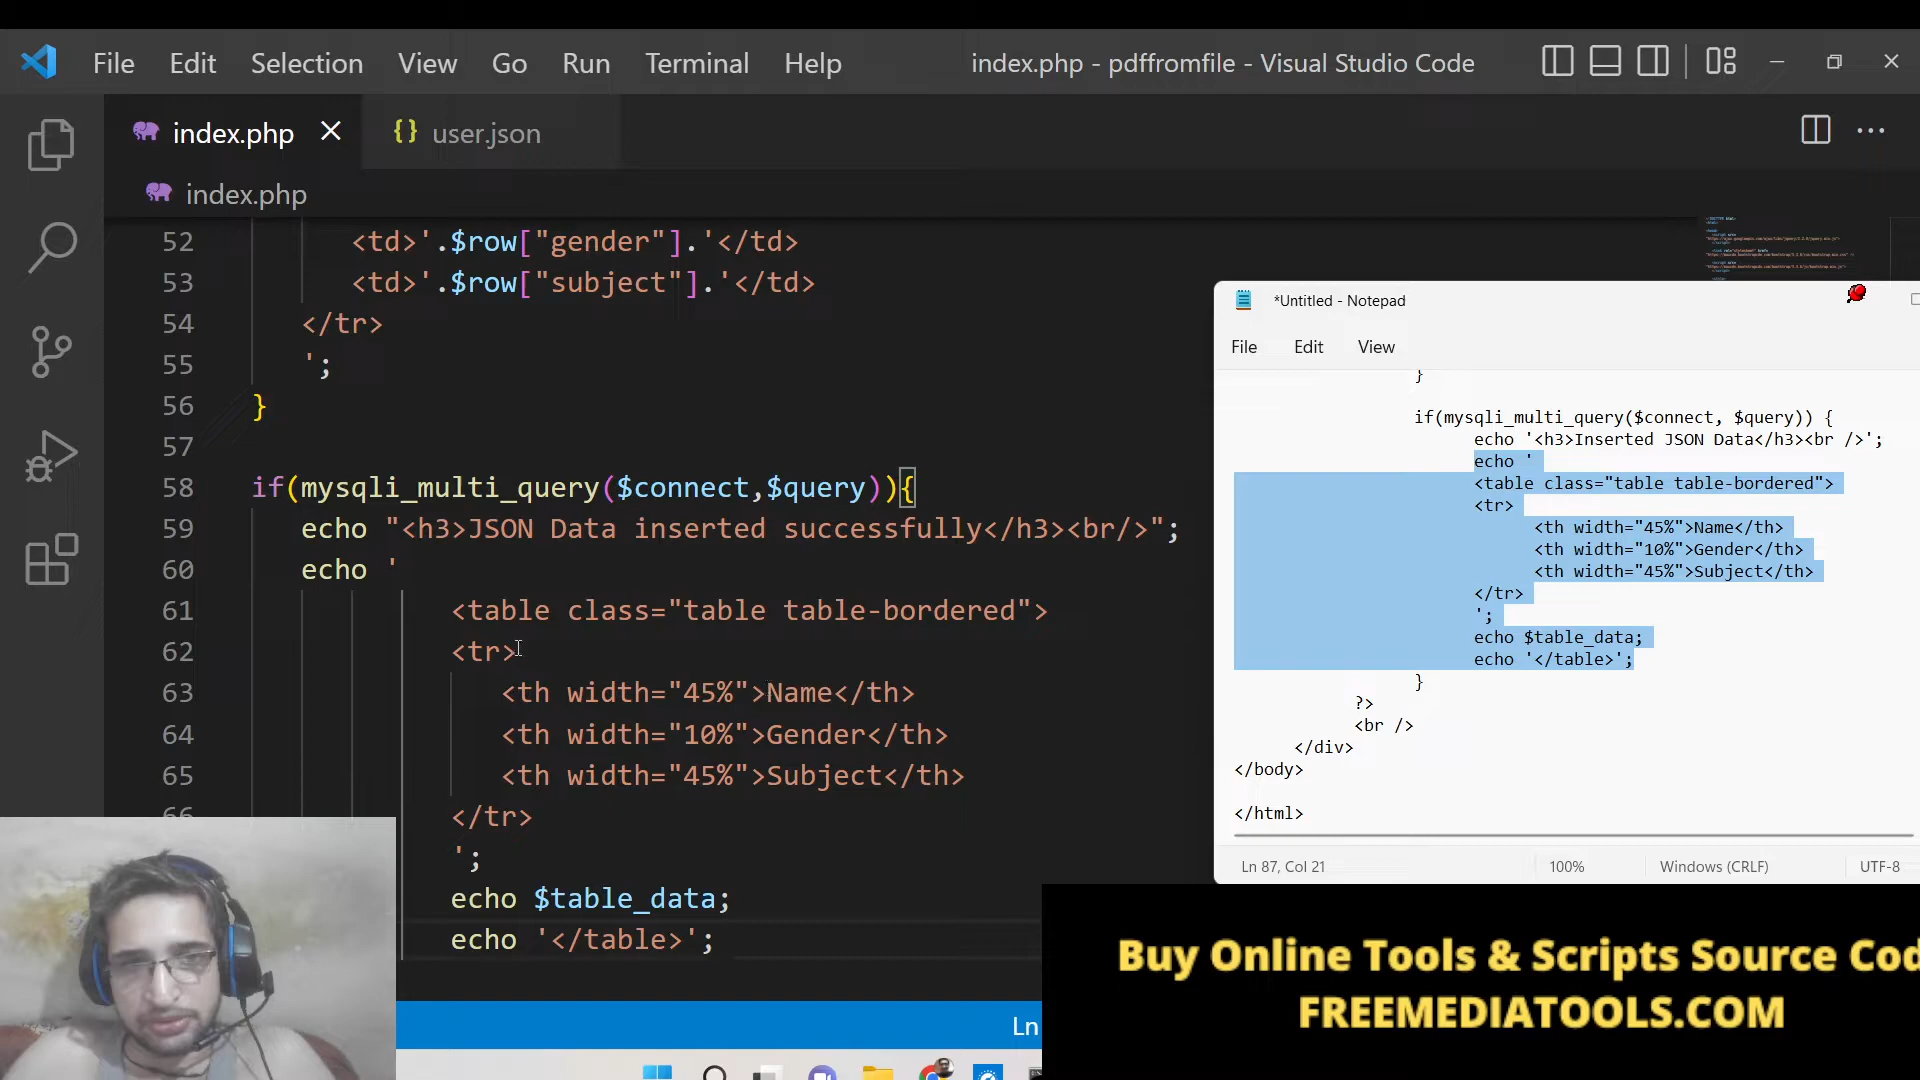 File Edit Selection View Go Run Terminal Help index.php - pdffromfile - Visual Studio Code
index.php user.json
index.php
52 <td>'.$row["gender"].'</td>
53 <td>'.$row["subject"].'</td>
54 </tr>
55 ';
56 }
57
58 if(mysqli_multi_query($connect,$query)){
59 echo "<h3>JSON Data inserted successfully</h3><br/>";
60 echo '
61 <table class="table table-bordered">
62 <tr>
63 <th width="45%">Name</th>
64 <th width="10%">Gender</th>
65 <th width="45%">Subject</th>
</tr>
';
echo $table_data;
echo '</table>';
Ln
*Untitled - Notepad
File Edit View
}
if(mysqli_multi_query($connect, $query)) {
echo '<h3>Inserted JSON Data</h3><br />';
echo '
<table class="table table-bordered">
<tr>
<th width="45%">Name</th>
<th width="10%">Gender</th>
<th width="45%">Subject</th>
</tr>
';
echo $table_data;
echo '</table>';
}
?>
<br />
</div>
</body>
</html>
Ln 87, Col 21 100% Windows (CRLF) UTF-8
Buy Online Tools & Scripts Source Cod
FREEMEDIATOOLS.COM